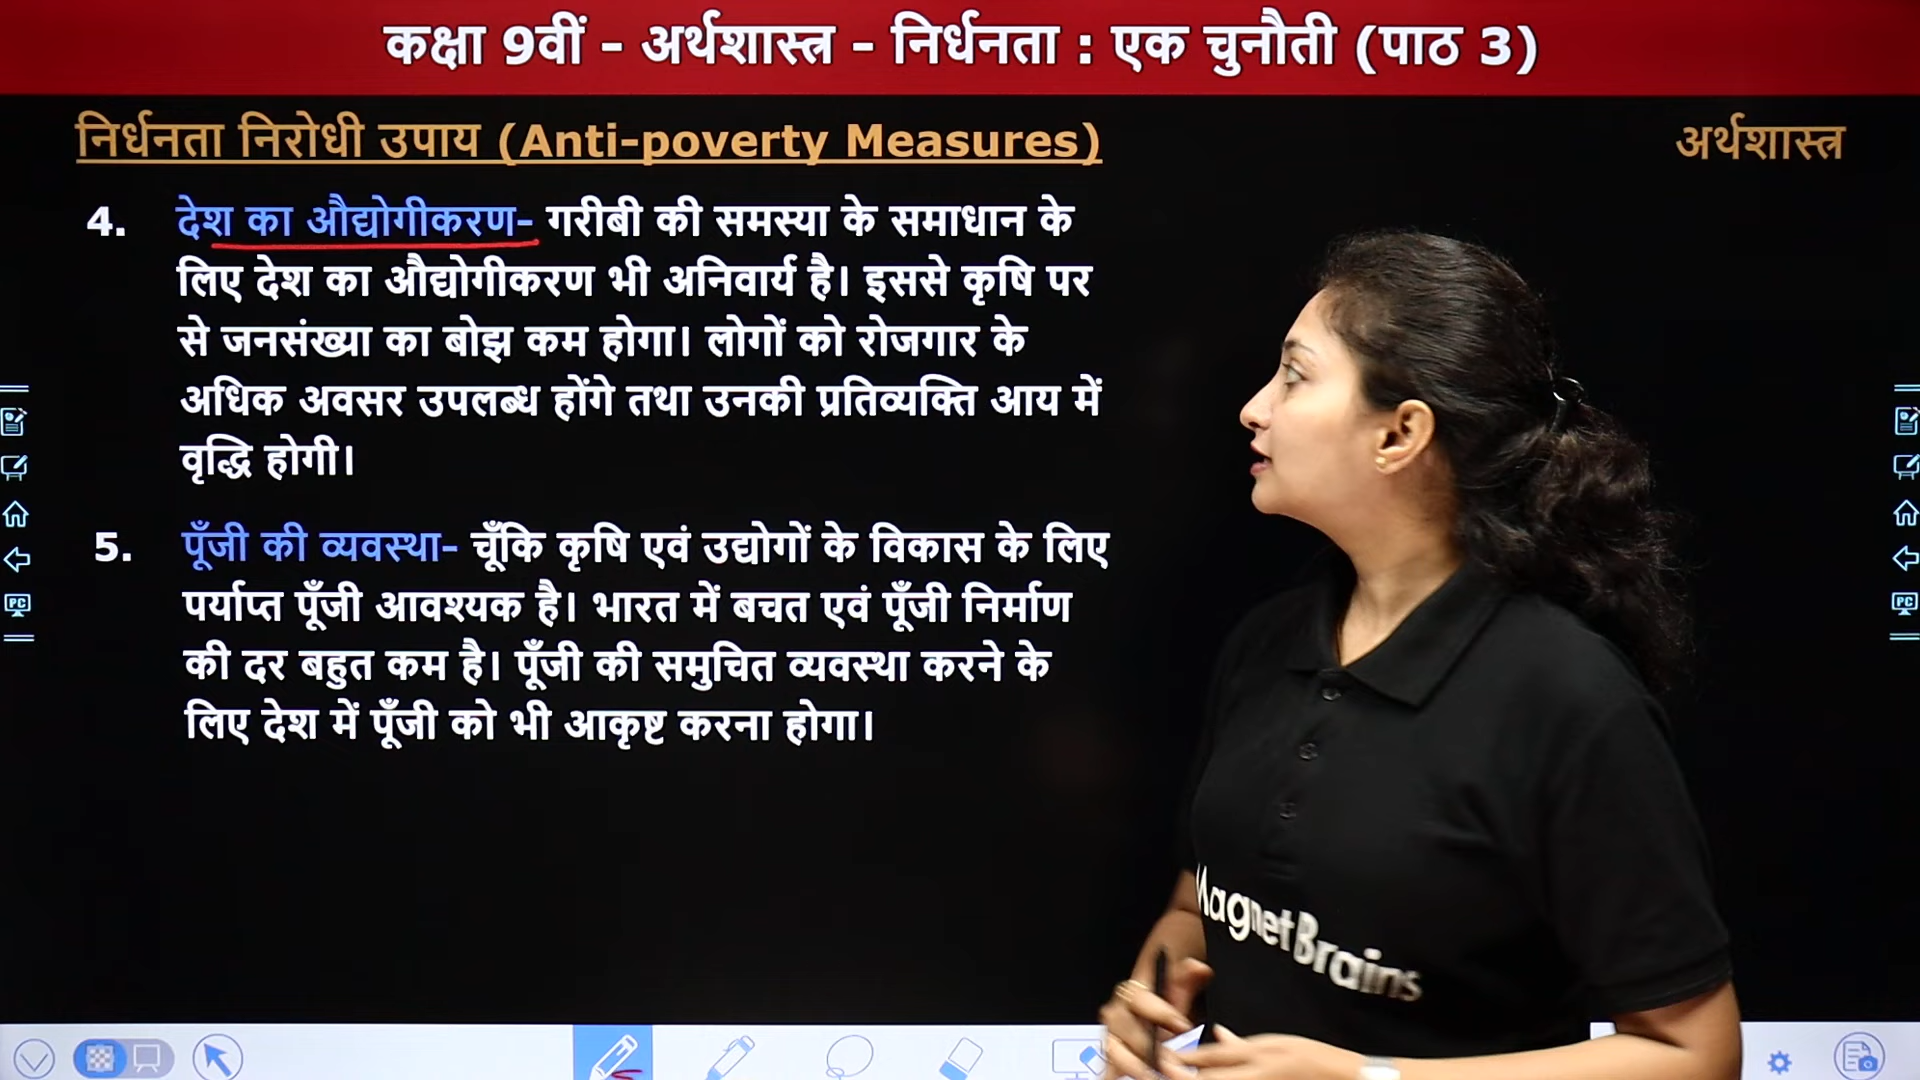 कक्षा 9वीं - अर्थशास्त्र - निर्धनता : एक चुनौती (पाठ 3)
निर्धनता निरोधी उपाय (Anti-poverty Measures)
अर्थशास्त्र
4. देश का औद्योगीकरण- गरीबी की समस्या के समाधान के
लिए देश का औद्योगीकरण भी अनिवार्य है। इससे कृषि पर
से जनसंख्या का बोझ कम होगा। लोगों को रोजगार के
अधिक अवसर उपलब्ध होंगे तथा उनकी प्रतिव्यक्ति आय में
वृद्धि होगी।
5. पूँजी की व्यवस्था- चूँकि कृषि एवं उद्योगों के विकास के लिए
पर्याप्त पूँजी आवश्यक है। भारत में बचत एवं पूँजी निर्माण
की दर बहुत कम है। पूँजी की समुचित व्यवस्था करने के
लिए देश में पूँजी को भी आकृष्ट करना होगा।
PC
PC
MagnetBrains